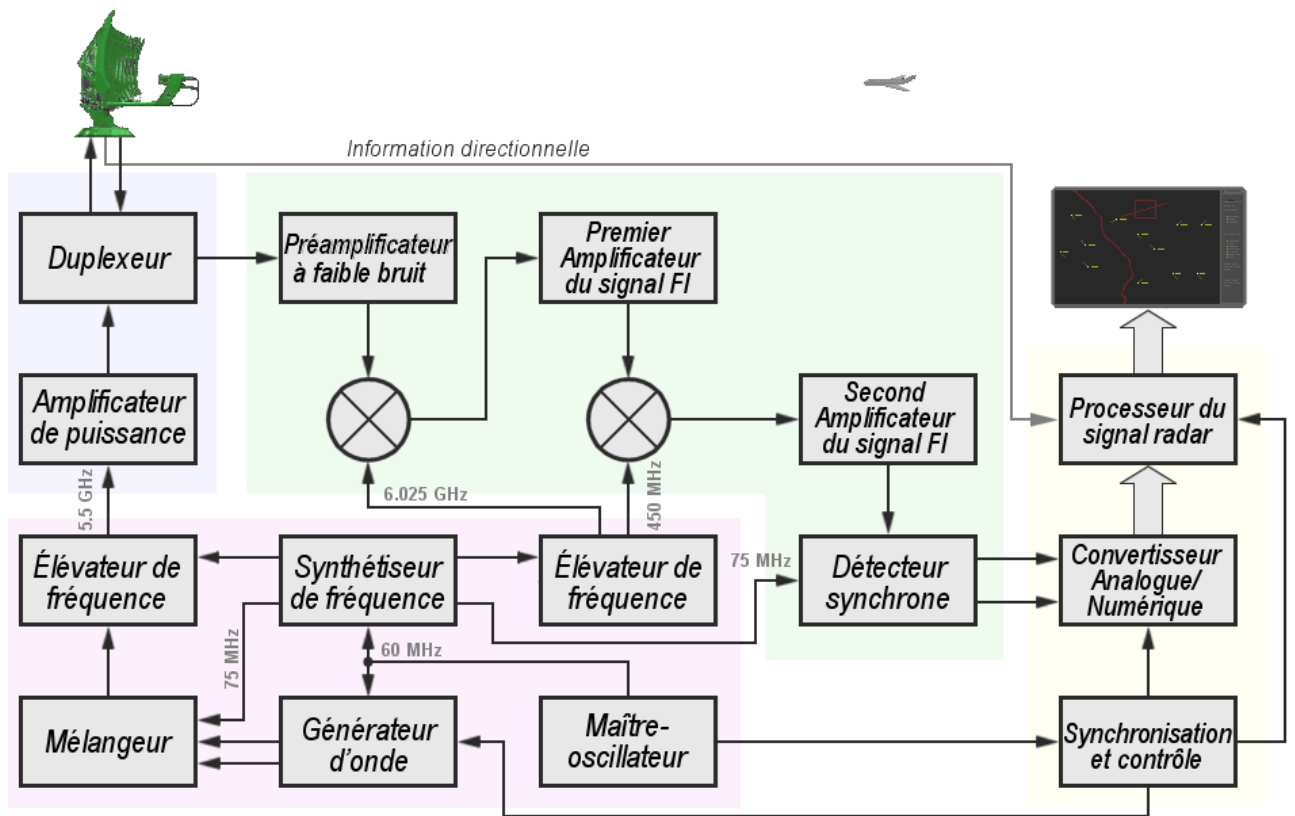 Information directionnelle
Duplexeur
Préamplificateur
à faible bruit
Premier
Amplificateur
du signal FI
Amplificateur
de puissance
Second
Amplificateur
du signal FI
Processeur du
signal radar
5.5 GHz
6.025 GHz
450 MHz
Élévateur de
fréquence
Synthétiseur
de fréquence
Élévateur de
fréquence
75 MHz
Détecteur
synchrone
Convertisseur
Analogue/
Numérique
75 MHz
60 MHz
Mélangeur
Générateur
d'onde
Maître-
oscillateur
Synchronisation
et contrôle